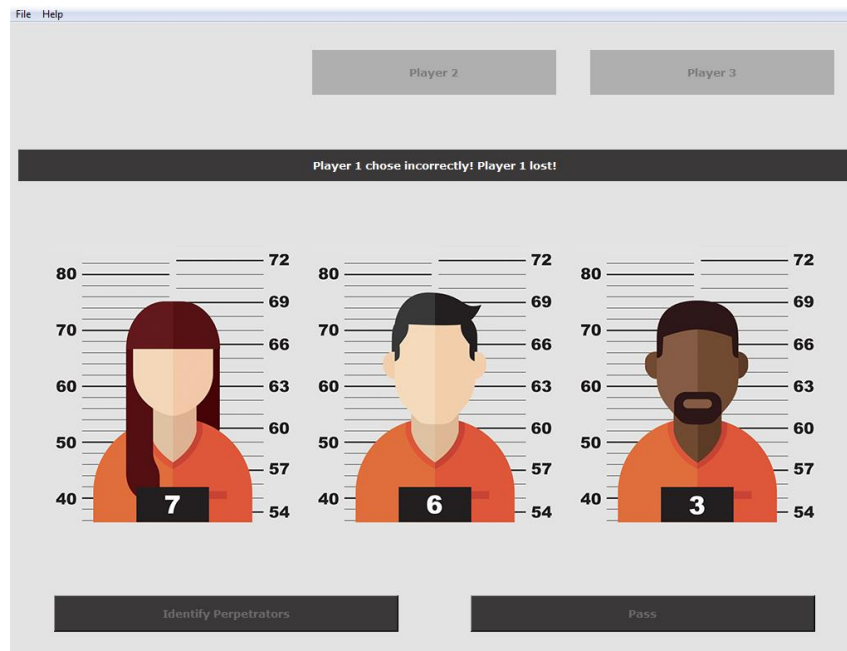 File Help
Player 2 Player 3
Player 1 chose incorrectly! Player 1 lost!
72 72 72
80 80 80
69 69 69
70 70 70
66 66 66
60 63 60 63 60 63
60 60 60
50 50 50
57 57 57
40 7 40 6 40 3
54 54 54
Identify Perpetrators Pass